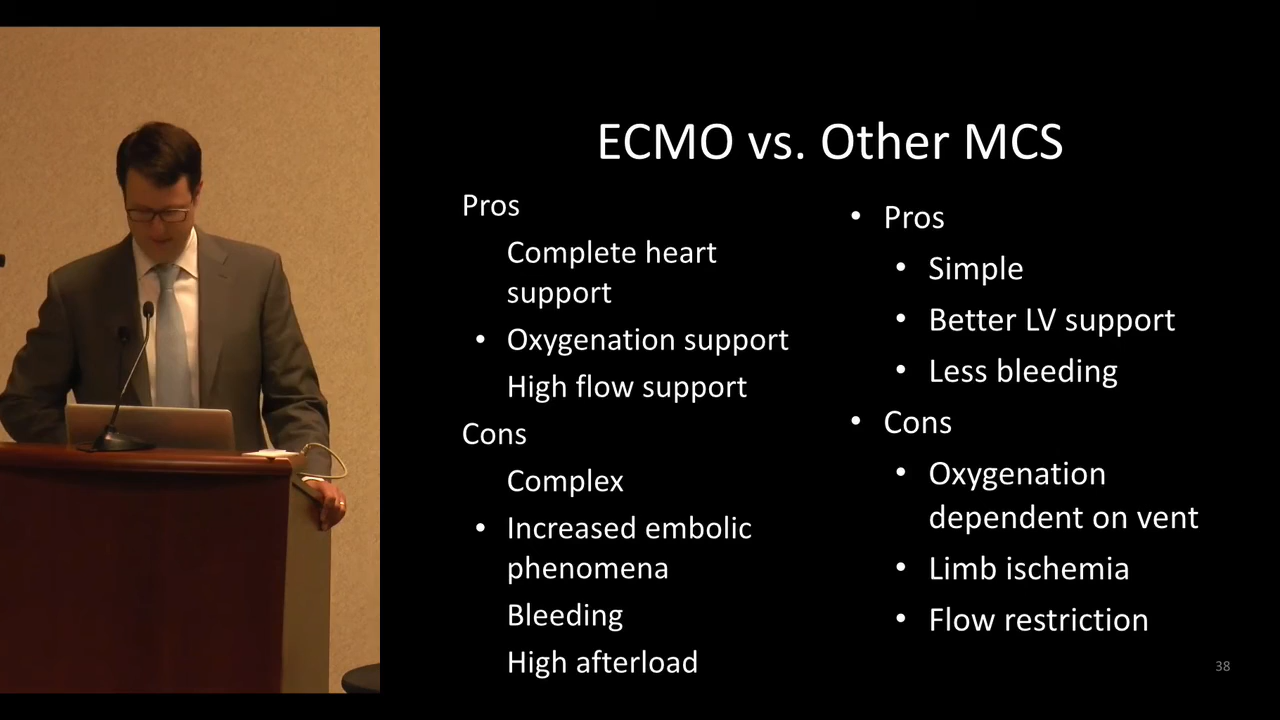 ECMO vs. Other MCS
Pros
Complete heart
support
• Oxygenation support
High flow support
Cons
Complex
• Increased embolic
phenomena
Bleeding
High afterload
• Pros
• Simple
• Better LV support
• Less bleeding
• Cons
• Oxygenation
dependent on vent
• Limb ischemia
• Flow restriction
38